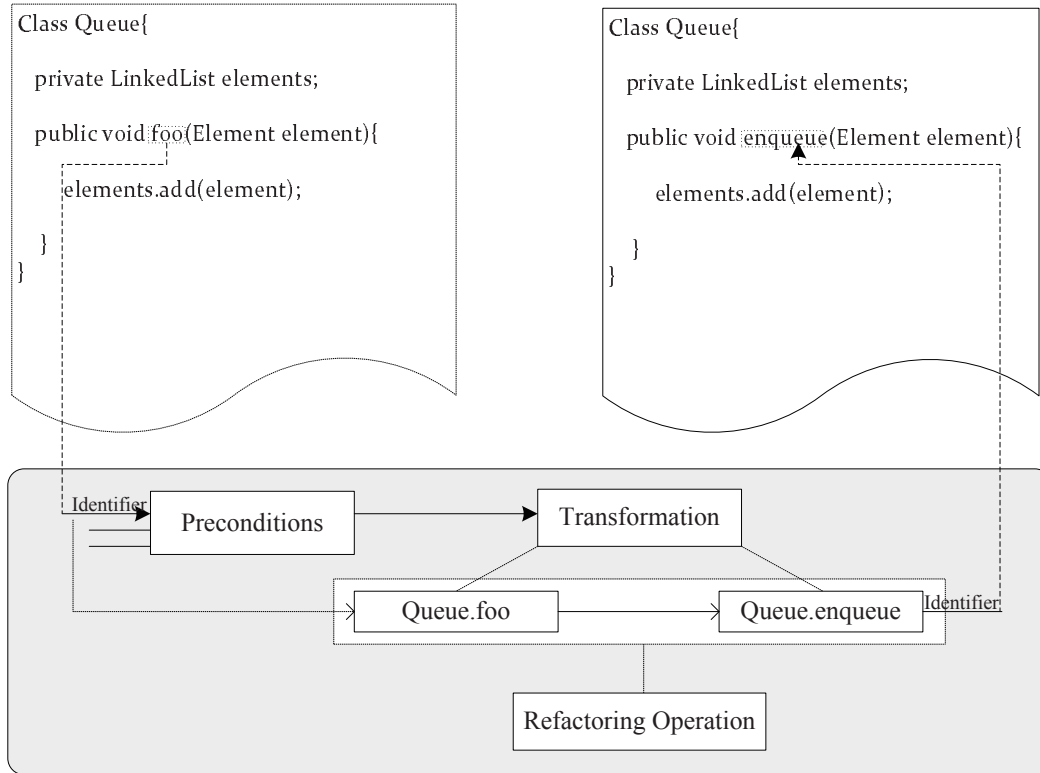 Class Queue{
private LinkedList elements;
public void foo(Element element){
elements.add(element);
}
}
Class Queue{
private LinkedList elements;
public void enqueue(Element element){
elements.add(element);
}
}
Identifier
Preconditions
Transformation
Queue.foo
Queue.enqueue
Identifier
Refactoring Operation